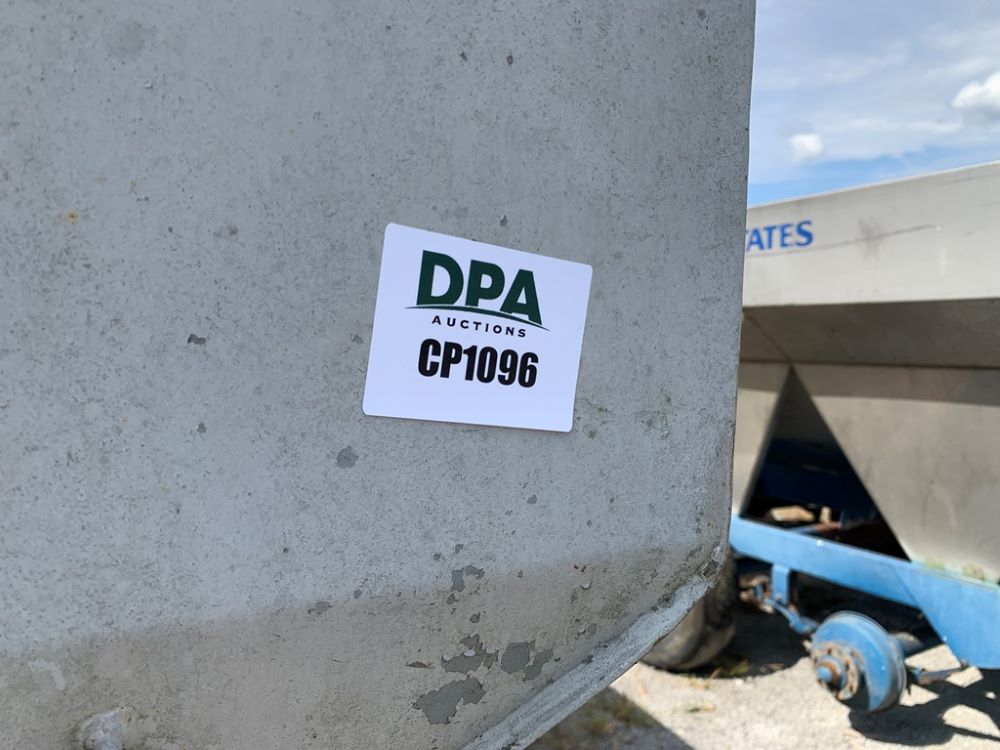 DPA
AUCTIONS
CP1096
ATES